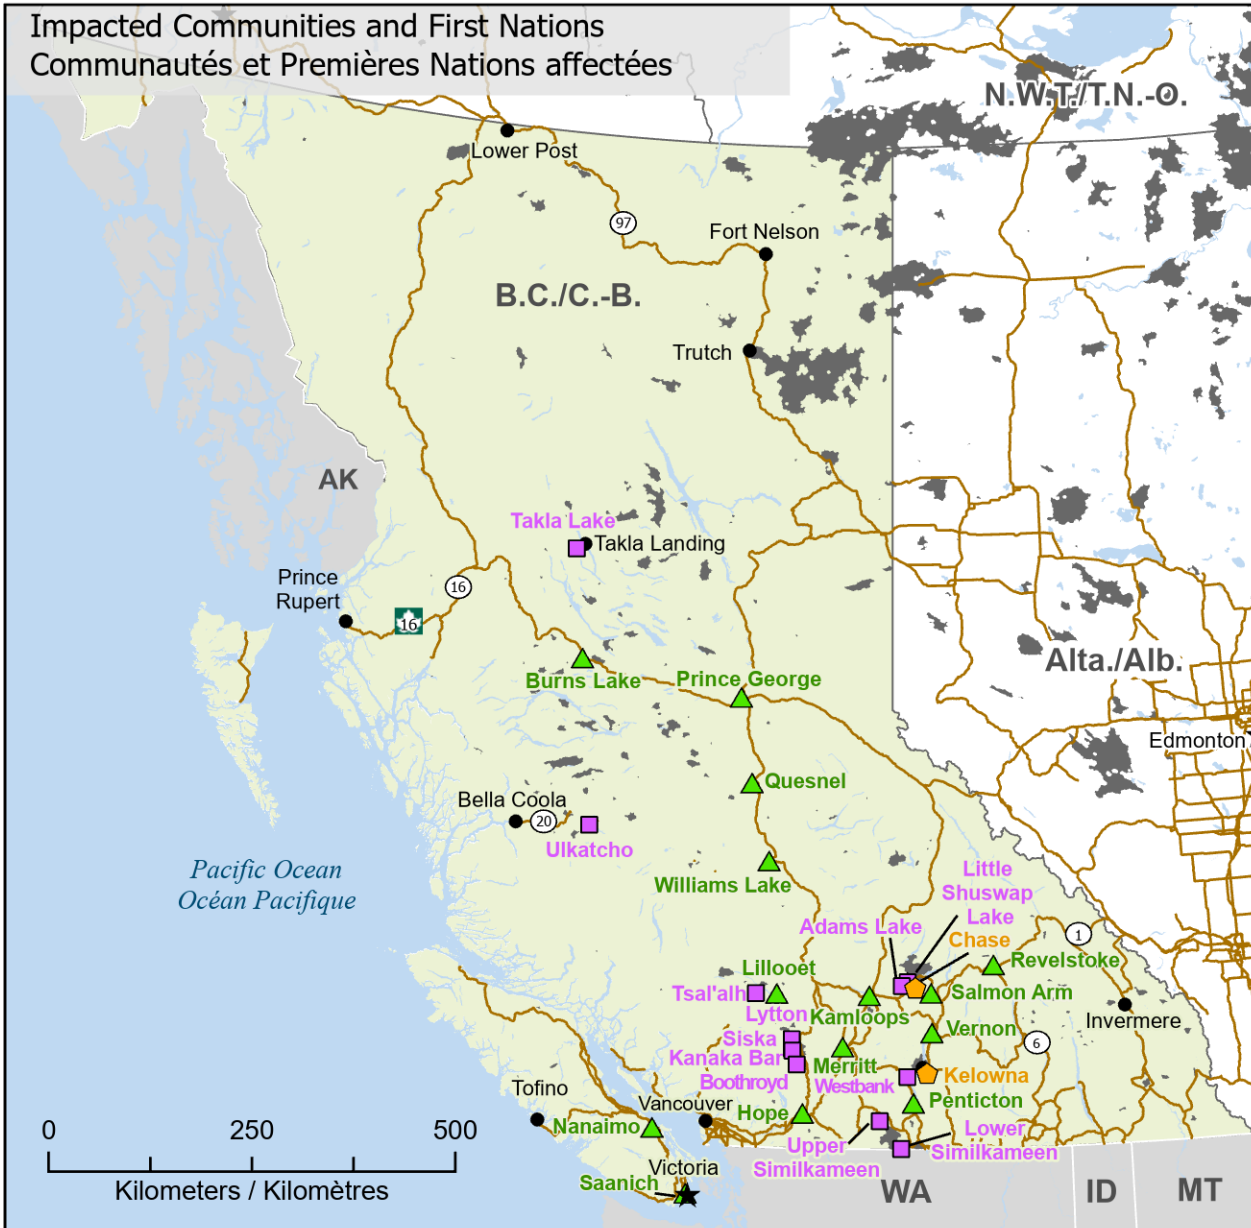 Impacted Communities and First Nations
Communautés et Premières Nations affectées
N.W.T./T.N.-O.
Lower Post
97
Fort Nelson
B.C./C.-B.
Trutch
AK
Takla Lake
Takla Landing
Prince
Rupert
16
16
Alta./Alb.
Burns Lake
Prince George
Edmonton
Quesnel
Bella Coola
20
Ulkatcho
Pacific Ocean
Océan Pacifique
Williams Lake
Little
Shuswap
Lake
Adams Lake
Chase
1
Revelstoke
Lillooet
Tsal'alh
Salmon Arm
Lytton
Kamloops
Invermere
Vernon
Siska
6
Kanaka Bar
Merritt
Boothroyd
Westbank
Kelowna
Tofino
Vancouver
Hope
Penticton
Nanaimo
0
250
500
Upper
Similkameen
Lower
Similkameen
Victoria
Saanich
Kilometers / Kilomètres
WA
ID
MT